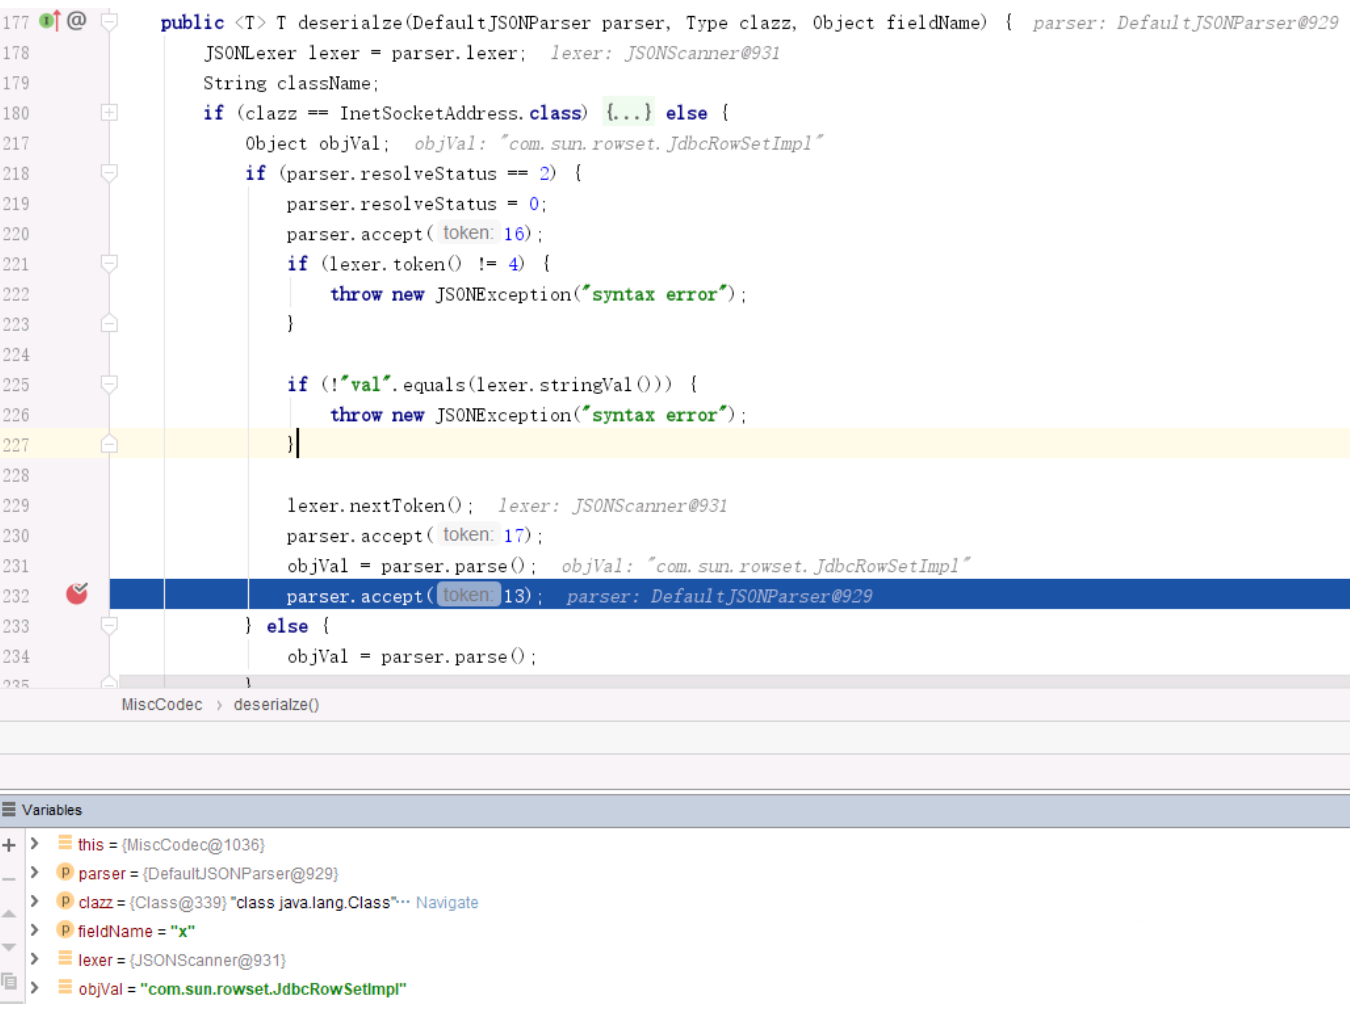 177 @ public <T> T deserialze(DefaultJSONParser parser, Type clazz, Object fieldName) { parser: DefaultJSONParser@929
178 JSONLexer lexer = parser.lexer; lexer: JSONScanner@931
179 String className;
180 if (clazz == InetSocketAddress.class) {...} else {
217 Object objVal; objVal: "com.sun.rowset.JdbcRowSetImpl"
218 if (parser.resolveStatus == 2) {
219 parser.resolveStatus = 0;
220 parser.accept( token: 16);
221 if (lexer.token() != 4) {
222 throw new JSONException("syntax error");
223 }
224
225 if (!"val".equals(lexer.stringVal())) {
226 throw new JSONException("syntax error");
227 }
228
229 lexer.nextToken(); lexer: JSONScanner@931
230 parser.accept( token: 17);
231 objVal = parser.parse(); objVal: "com.sun.rowset.JdbcRowSetImpl"
232 parser.accept( token: 13); parser: DefaultJSONParser@929
233 } else {
234 objVal = parser.parse();
235 }
MiscCodec › deserialze()
Variables
this = {MiscCodec@1036}
p parser = {DefaultJSONParser@929}
p clazz = {Class@339} "class java.lang.Class"... Navigate
p fieldName = "x"
lexer = {JSONScanner@931}
objVal = "com.sun.rowset.JdbcRowSetImpl"